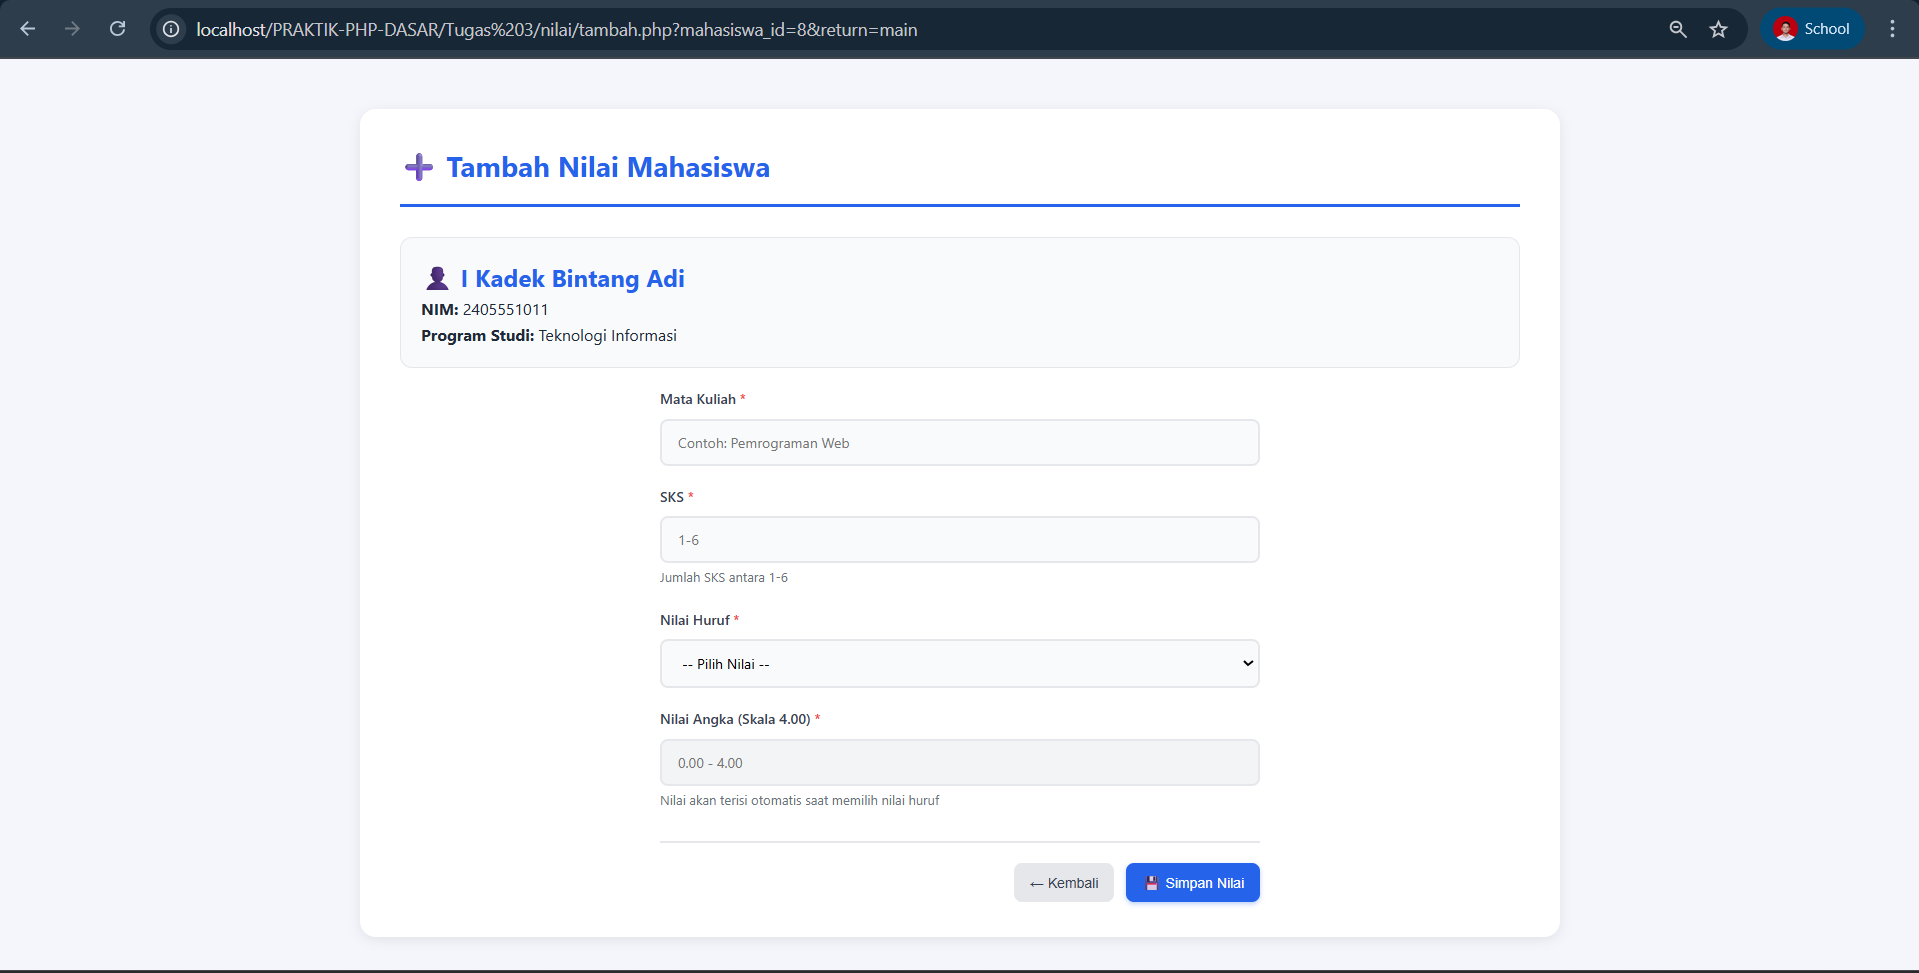 localhost/PRAKTIK-PHP-DASAR/Tugas%203/nilai/tambah.php?mahasiswa_id=8&return=main
School
Tambah Nilai Mahasiswa
I Kadek Bintang Adi
NIM: 2405551011
Program Studi: Teknologi Informasi
Mata Kuliah *
Contoh: Pemrograman Web
SKS *
1-6
Jumlah SKS antara 1-6
Nilai Huruf *
-- Pilih Nilai --
Nilai Angka (Skala 4.00) *
0.00 - 4.00
Nilai akan terisi otomatis saat memilih nilai huruf
← Kembali
Simpan Nilai